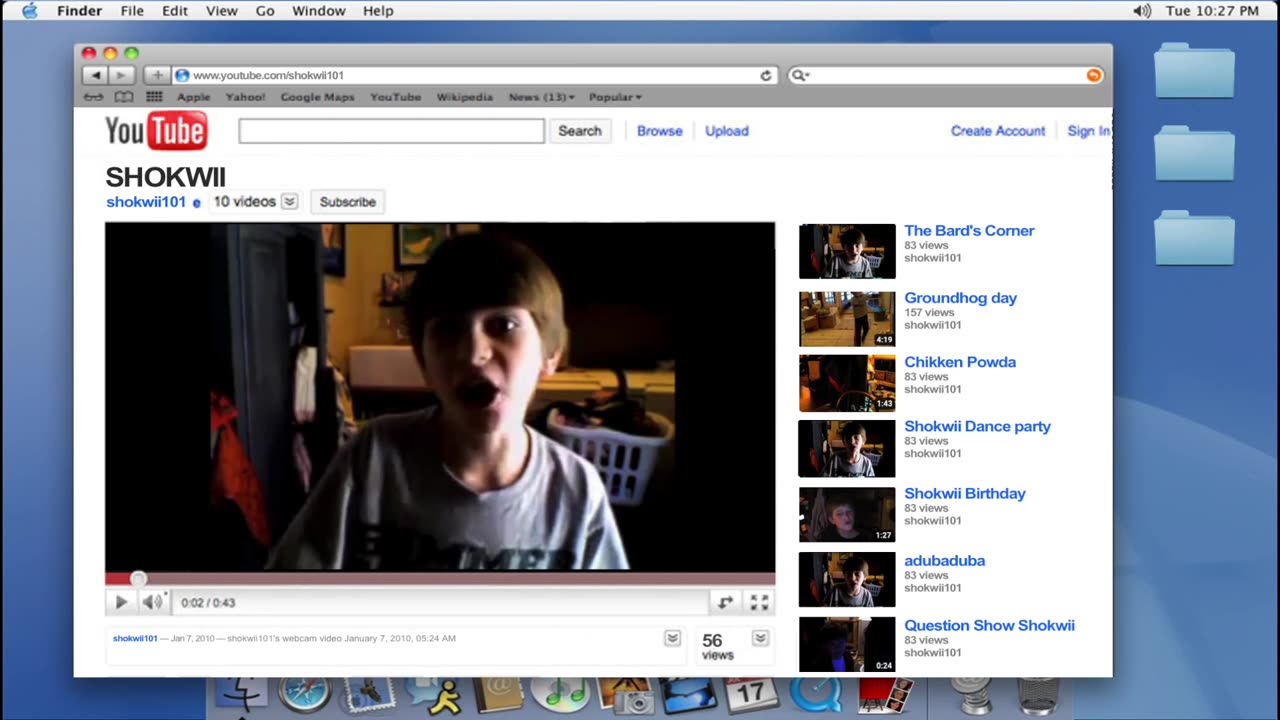 Finder File Edit View Go Window Help Tue 10:27 PM
www.youtube.com/shokwii101
Apple Yahoo! Google Maps YouTube Wikipedia News (13) Popular
YouTube Search Browse Upload Create Account Sign In
SHOKWII
shokwii101 10 videos Subscribe
0:02 / 0:43
shokwii101 — Jan 7, 2010 — shokwii101's webcam video January 7, 2010, 05:24 AM
56
views
The Bard's Corner
83 views
shokwii101
Groundhog day
157 views
shokwii101
4:19
Chikken Powda
83 views
shokwii101
1:43
Shokwii Dance party
83 views
shokwii101
Shokwii Birthday
83 views
shokwii101
1:27
adubaduba
83 views
shokwii101
Question Show Shokwii
83 views
shokwii101
0:24
17